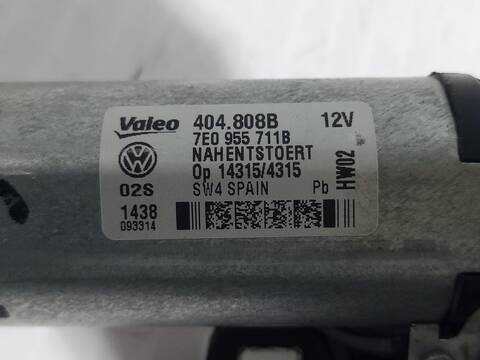 Valeo 404.808B 12V
7E0 955 711B
NAHENTSTOERT
02S Op 14315/4315
SW4 SPAIN Pb
HW02
1438
093314